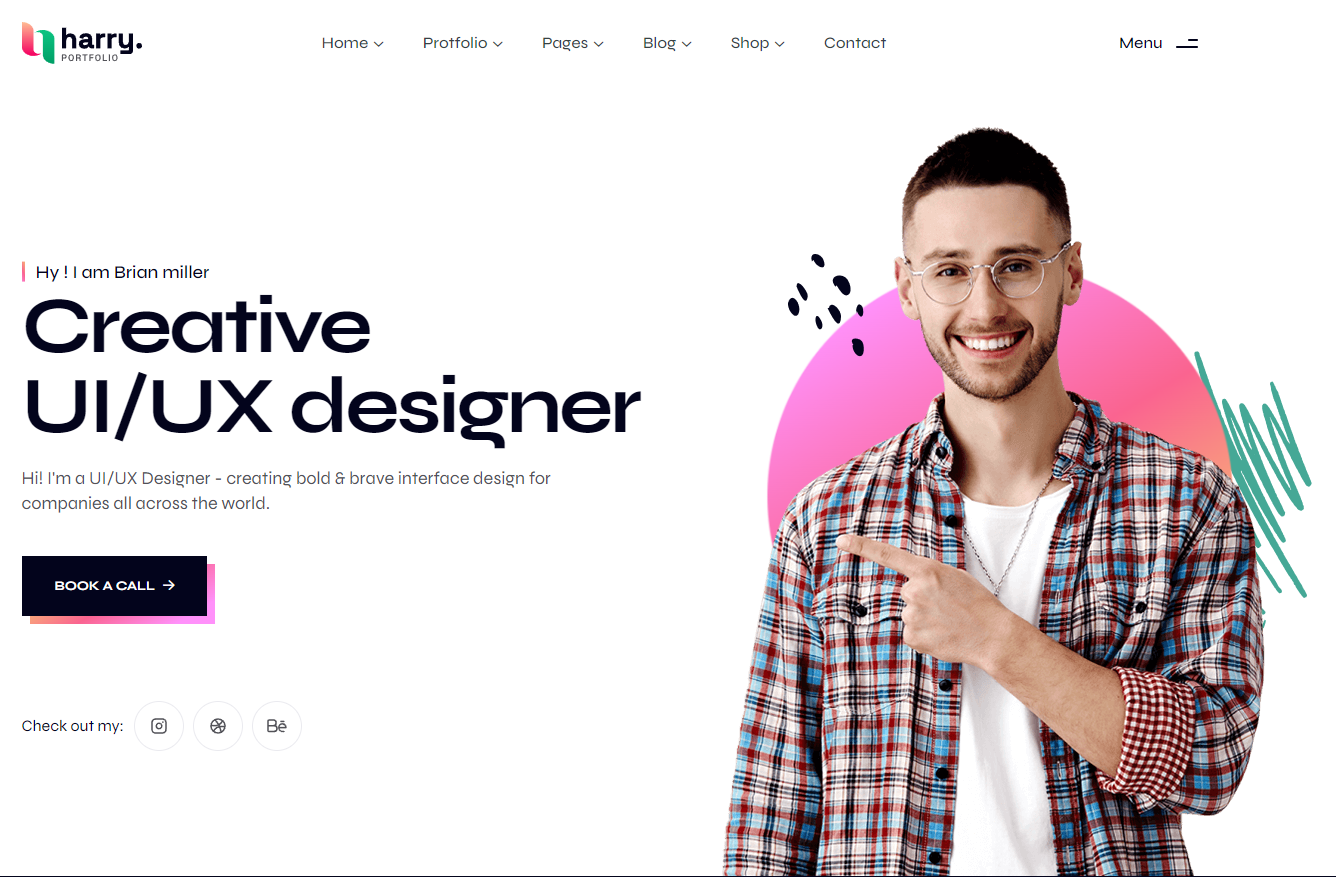 harry.
PORTFOLIO
Home
Protfolio
Pages
Blog
Shop
Contact
Menu
Hy ! I am Brian miller
Creative
UI/UX designer
Hi! I'm a UI/UX Designer - creating bold & brave interface design for
companies all across the world.
BOOK A CALL →
Check out my:
Bē